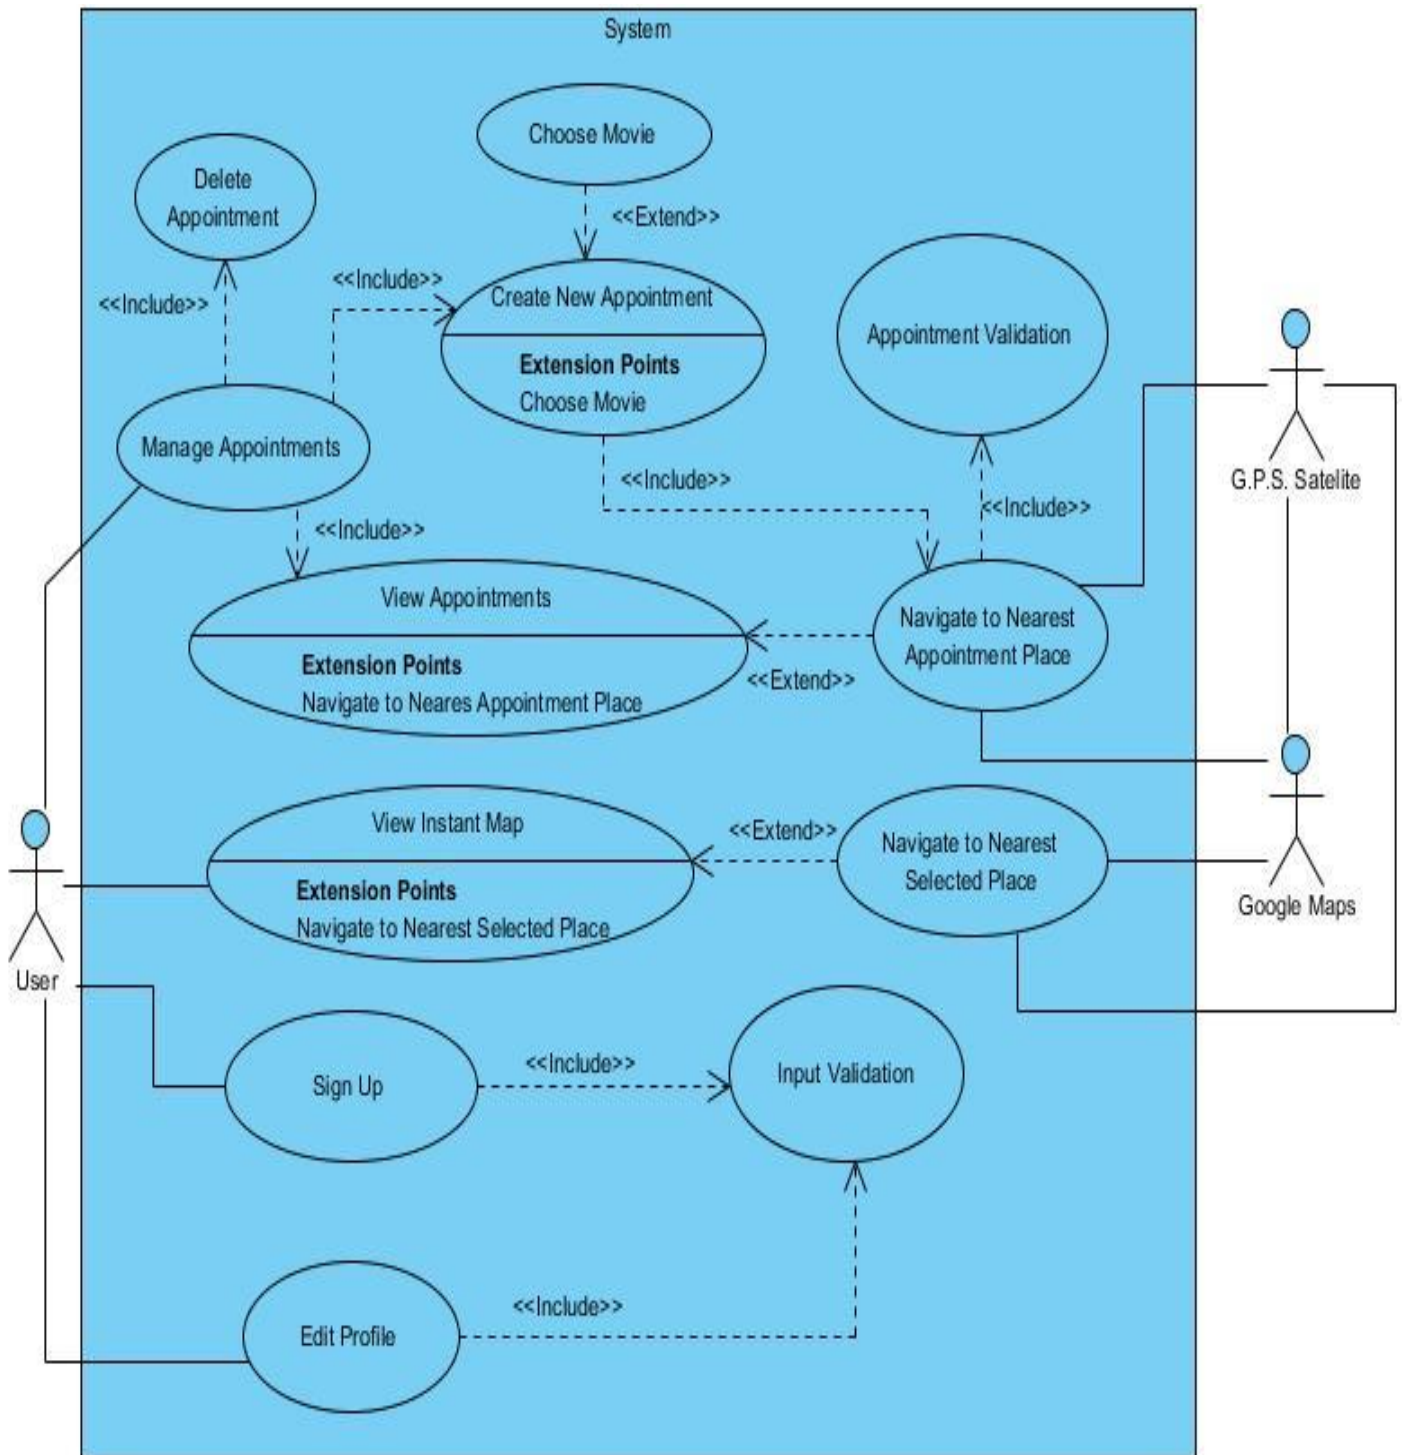 System
Choose Movie
Delete
Appointment
<<Extend>>
<<Include>>
<<Include>>
Create New Appointment
Extension Points
Choose Movie
Appointment Validation
Manage Appointments
<<Include>>
G.P.S. Satelite
<<Include>>
<<Include>>
View Appointments
Extension Points
Navigate to Neares Appointment Place
Navigate to Nearest
Appointment Place
<<Extend>>
View Instant Map
Extension Points
Navigate to Nearest Selected Place
<<Extend>>
Navigate to Nearest
Selected Place
Google Maps
User
Sign Up
<<Include>>
Input Validation
Edit Profile
<<Include>>